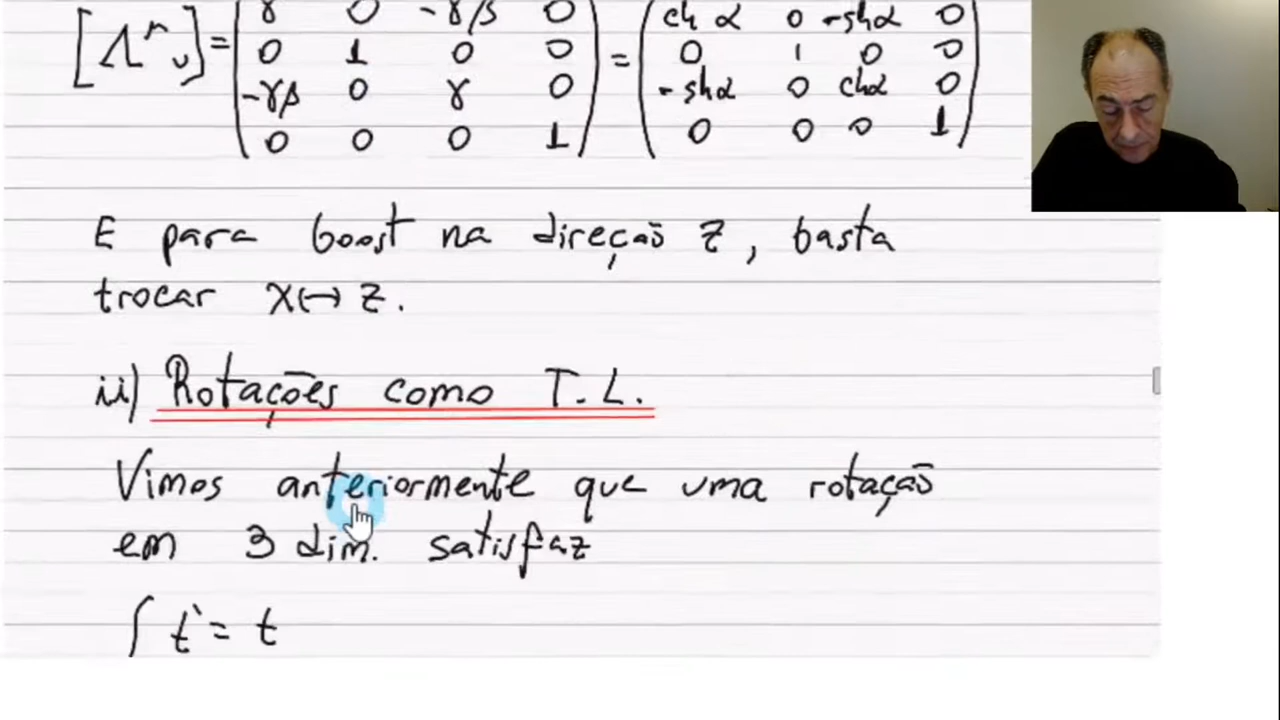 γ 0 -γβ 0 ch α 0 -sh α 0
[Λ^μ_ν] = 0 1 0 0 = 0 1 0 0
-γβ 0 γ 0 - sh α 0 ch α 0
0 0 0 1 0 0 0 1
E para boost na direção z, basta
trocar x↔z.
ii) Rotações como T.L.
Vimos anteriormente que uma rotação
em 3 dim. satisfaz
t' = t